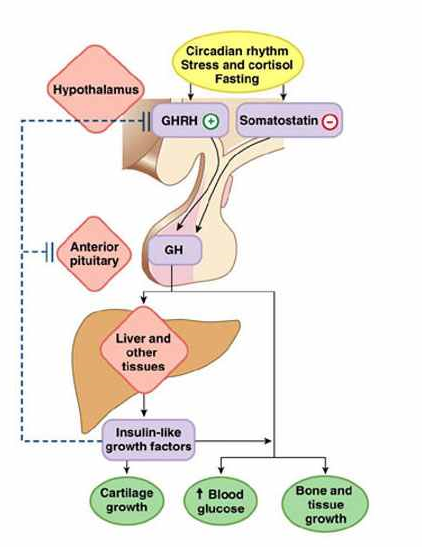 Circadian rhythm
Stress and cortisol
Fasting
Hypothalamus
GHRH +
Somatostatin −
Anterior
pituitary
GH
Liver and
other
tissues
Insulin-like
growth factors
Cartilage
growth
↑ Blood
glucose
Bone and
tissue
growth